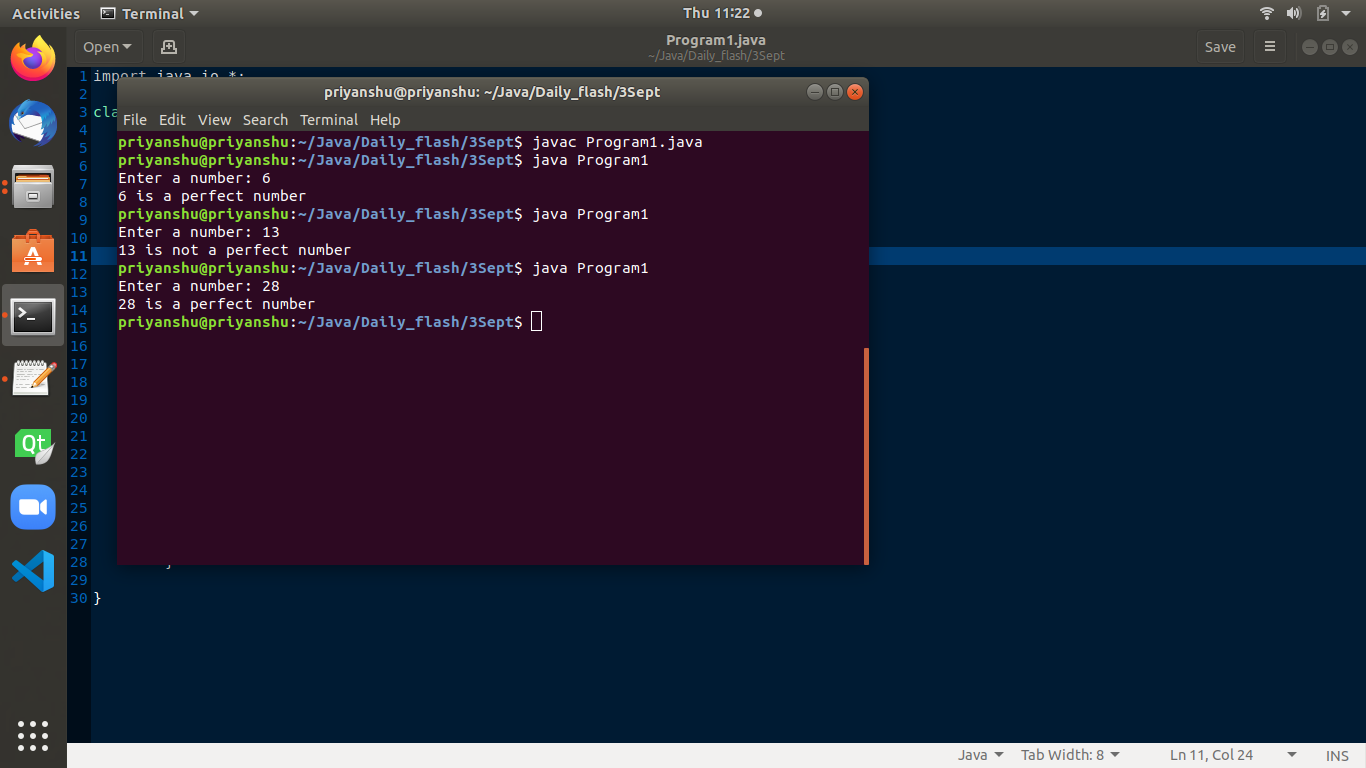 Activities Terminal Thu 11:22
Open Program1.java Save
~/Java/Daily_flash/3Sept
1 import java.io.*;
2
3 cla
4
5
6
7
8
9
10
11
12
13
14
15
16
17
18
19
20
21
22
23
24
25
26
27
28
29
30 }
priyanshu@priyanshu: ~/Java/Daily_flash/3Sept
File Edit View Search Terminal Help
priyanshu@priyanshu:~/Java/Daily_flash/3Sept$ javac Program1.java
priyanshu@priyanshu:~/Java/Daily_flash/3Sept$ java Program1
Enter a number: 6
6 is a perfect number
priyanshu@priyanshu:~/Java/Daily_flash/3Sept$ java Program1
Enter a number: 13
13 is not a perfect number
priyanshu@priyanshu:~/Java/Daily_flash/3Sept$ java Program1
Enter a number: 28
28 is a perfect number
priyanshu@priyanshu:~/Java/Daily_flash/3Sept$
Qt
Java Tab Width: 8 Ln 11, Col 24 INS